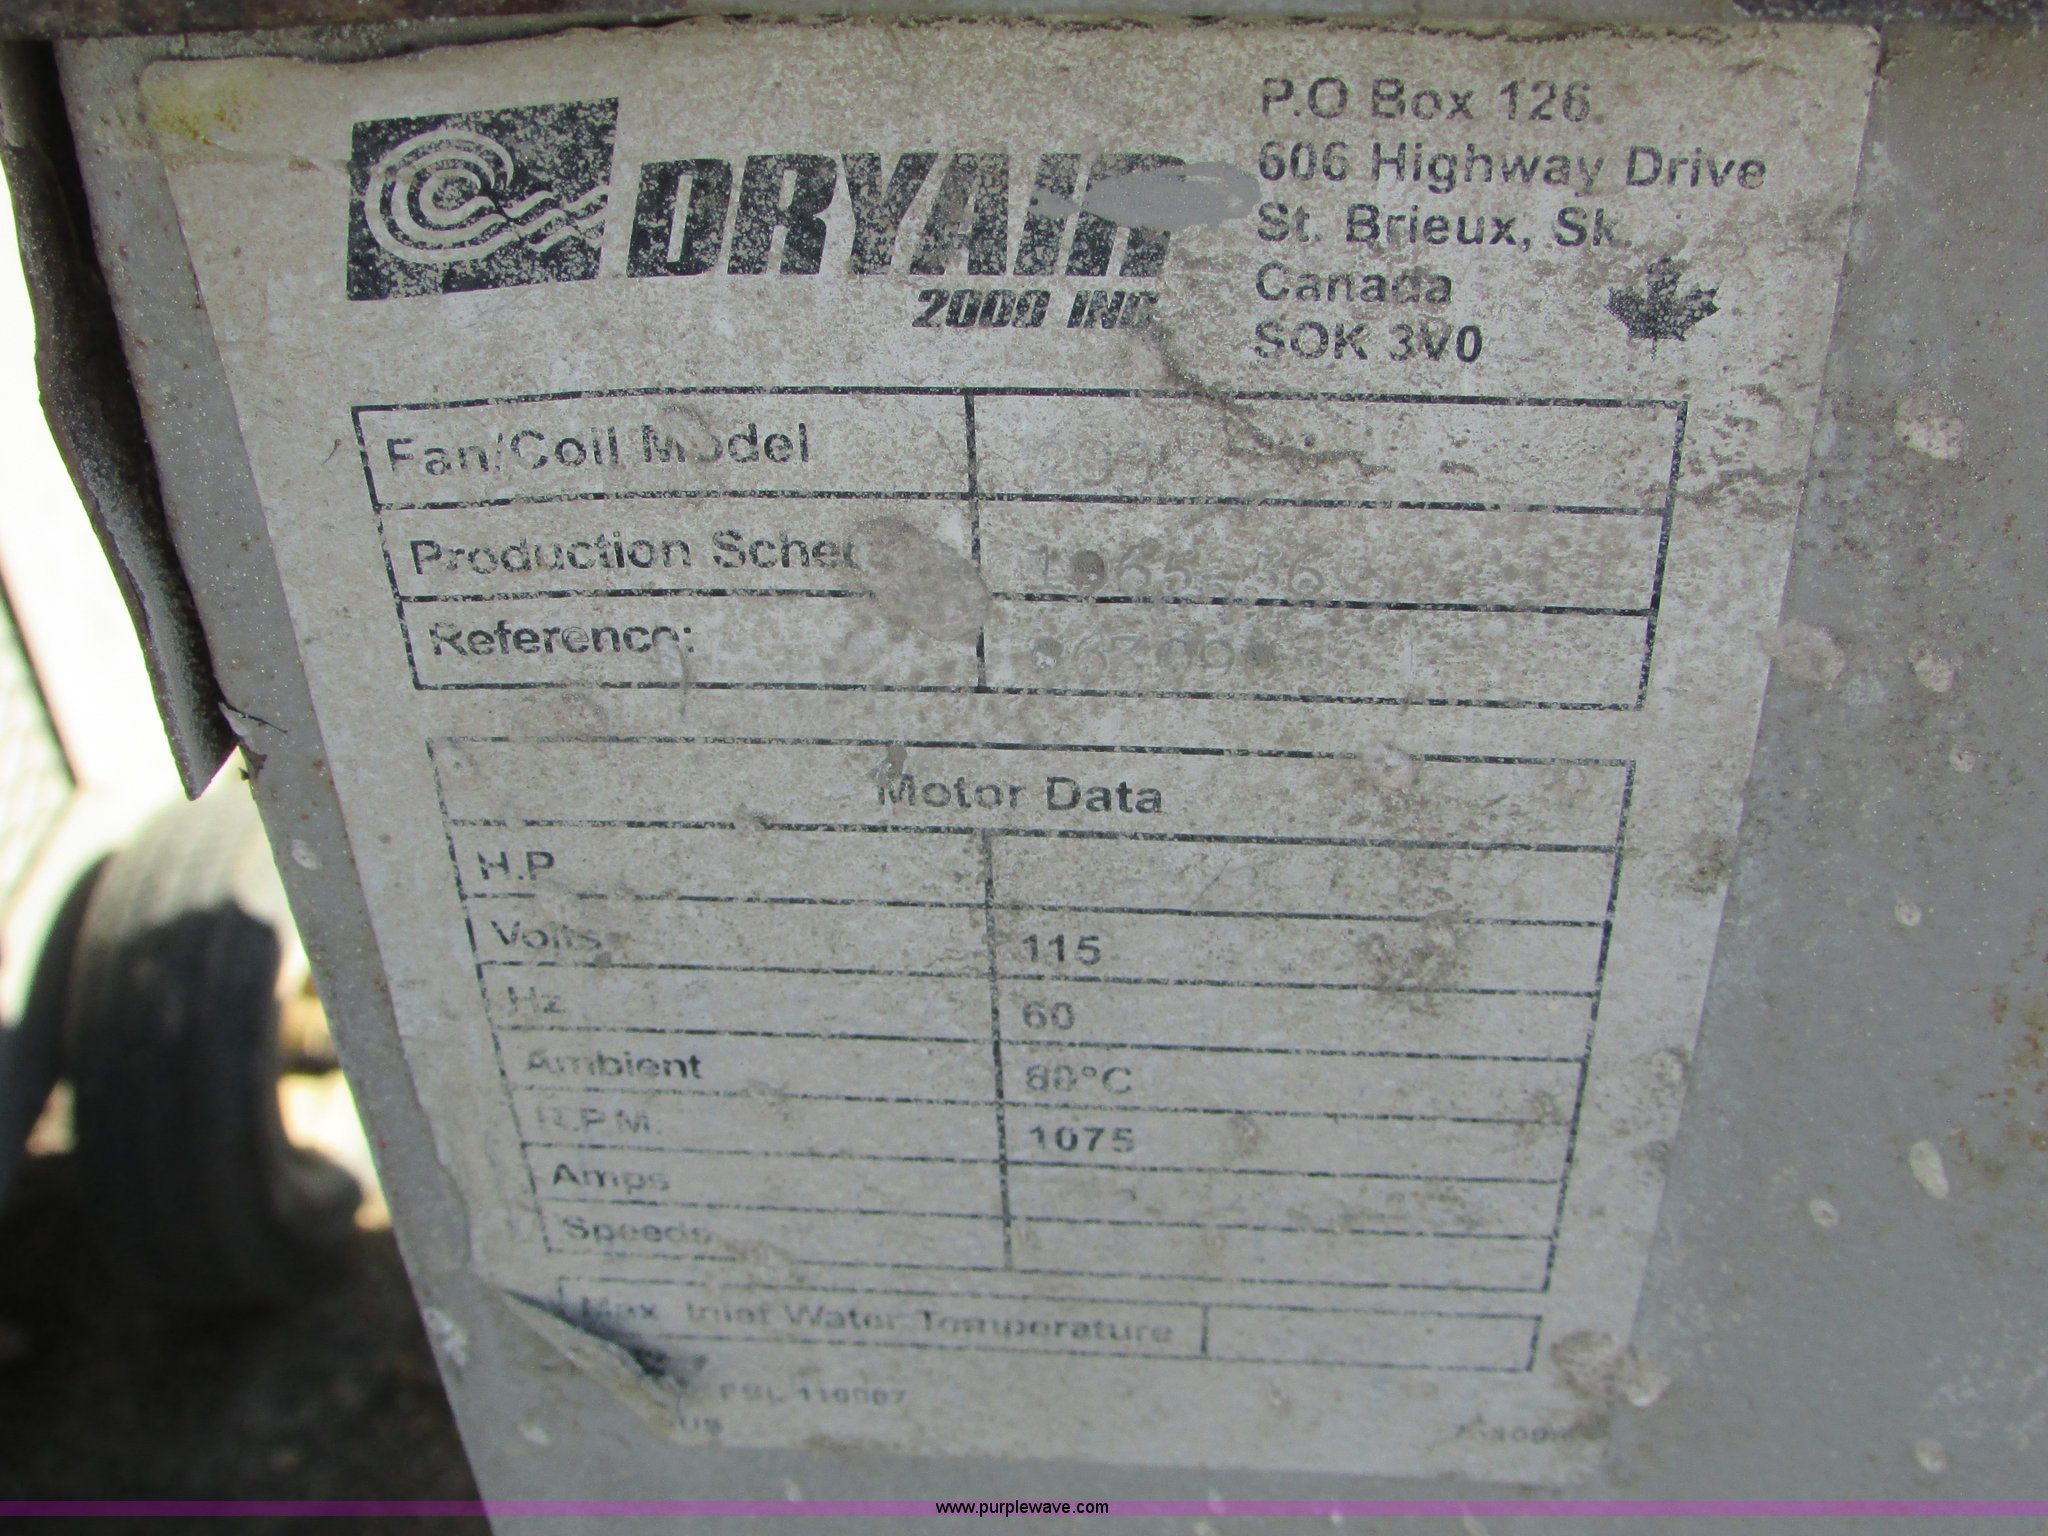 DRYAIR
2000 INC
P.O Box 126
606 Highway Drive
St. Brieux, Sk.
Canada
SOK 3V0
Fan/Coil Model
Production
Reference:
Motor Data
H.P
Volts 115
Hz 60
Ambient 80°C
R.P.M. 1075
Amps
Speeds
Max. Inlet Water Temperature
www.purplewave.com